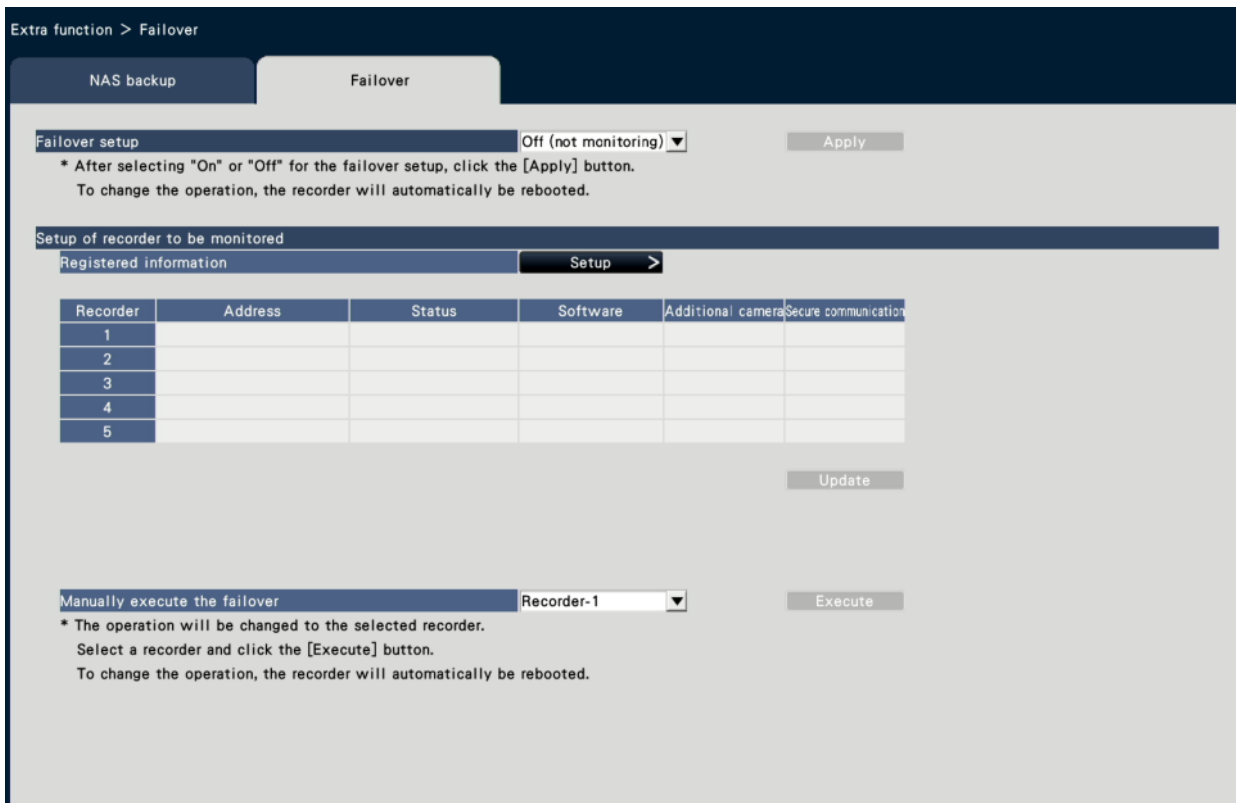 Extra function > Failover
NAS backup Failover
Failover setup Off (not monitoring) Apply
* After selecting "On" or "Off" for the failover setup, click the [Apply] button.
To change the operation, the recorder will automatically be rebooted.
Setup of recorder to be monitored
Registered information Setup >
Recorder Address Status Software Additional camera Secure communication
1
2
3
4
5
Update
Manually execute the failover Recorder-1 Execute
* The operation will be changed to the selected recorder.
Select a recorder and click the [Execute] button.
To change the operation, the recorder will automatically be rebooted.